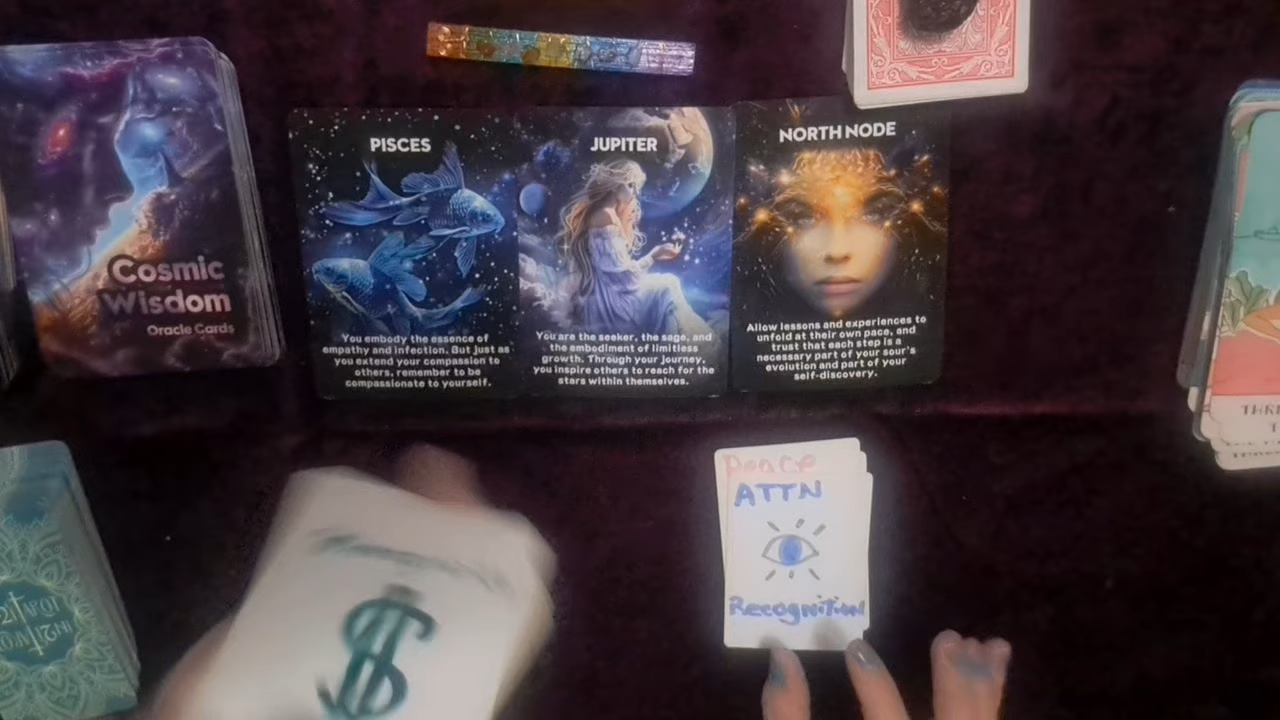 Cosmic
Wisdom
Oracle Cards
PISCES
You embody the essence of
empathy and infection. But just as
you extend your compassion to
others, remember to be
compassionate to yourself.
JUPITER
You are the seeker, the sage, and
the embodiment of limitless
growth. Through your journey,
you inspire others to reach for the
stars within themselves.
NORTH NODE
Allow lessons and experiences to
unfold at their own pace, and
trust that each step is a
necessary part of your sour's
evolution and part of your
self-discovery.
Peace
ATTN
Recognition
$